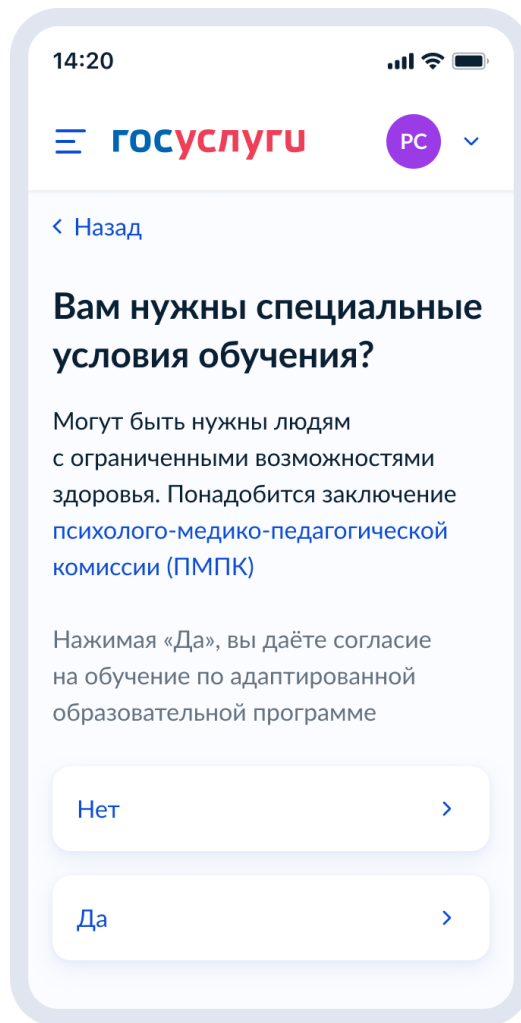 14:20
госуслуги
РС
Назад
Вам нужны специальные
условия обучения?
Могут быть нужны людям
с ограниченными возможностями
здоровья. Понадобится заключение
психолого-медико-педагогической
комиссии (ПМПК)
Нажимая «Да», вы даёте согласие
на обучение по адаптированной
образовательной программе
Нет
Да